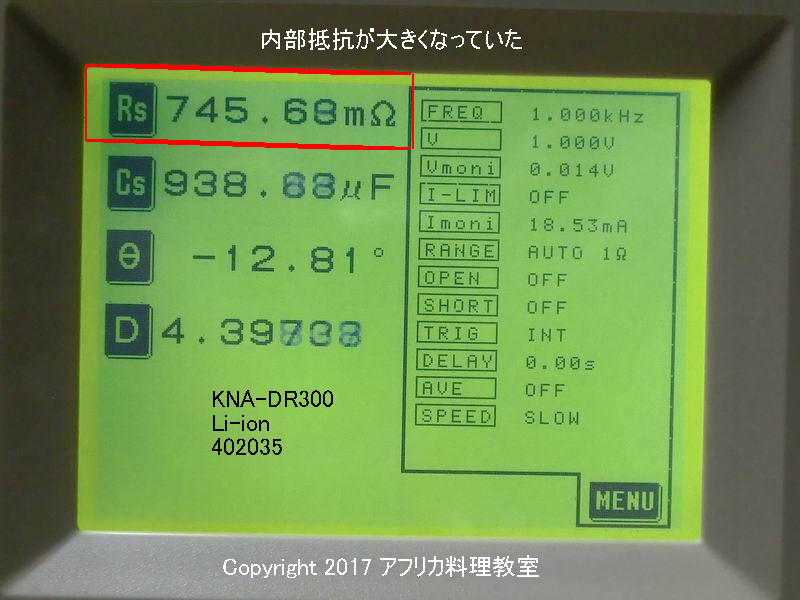 内部抵抗が大きくなっていた
Rs 745.68mΩ
Cs 938.88μF
θ -12.81°
D 4.39
FREQ 1.000kHz
V 1.000V
Vmoni 0.014V
I-LIM OFF
Imoni 18.53mA
RANGE AUTO 1Ω
OPEN OFF
SHORT OFF
TRIG INT
DELAY 0.00s
AVE OFF
SPEED SLOW
KNA-DR300
Li-ion
402035
MENU
Copyright 2017 アフリカ料理教室